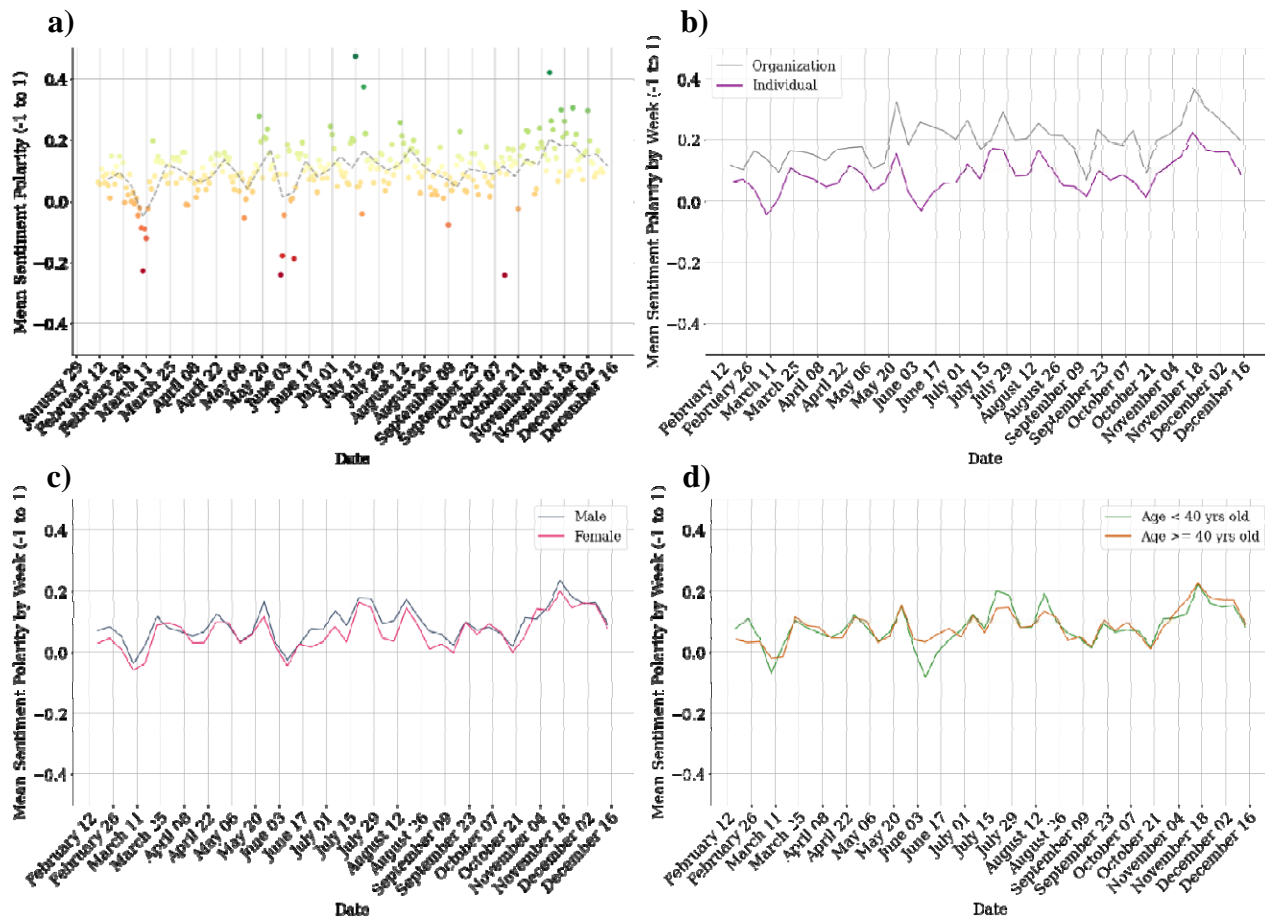 a)
Mean Sentiment Polarity (-1 to 1)
0.4
0.2
0.0
−0.2
−0.4
January 29
February 12
February 26
March 11
March 25
April 08
April 22
May 06
May 20
June 03
June 17
July 01
July 15
July 29
August 12
August 26
September 09
September 23
October 07
October 21
November 04
November 18
December 02
December 16
Date
b)
Mean Sentiment Polarity by Week (-1 to 1)
Organization
Individual
0.4
0.2
0.0
−0.2
−0.4
February 12
February 26
March 11
March 25
April 08
April 22
May 06
May 20
June 03
June 17
July 01
July 15
July 29
August 12
August 26
September 09
September 23
October 07
October 21
November 04
November 18
December 02
December 16
Date
c)
Mean Sentiment Polarity by Week (-1 to 1)
Male
Female
0.4
0.2
0.0
−0.2
−0.4
February 12
February 26
March 11
March 25
April 08
April 22
May 06
May 20
June 03
June 17
July 01
July 15
July 29
August 12
August 26
September 09
September 23
October 07
October 21
November 04
November 18
December 02
December 16
Date
d)
Mean Sentiment Polarity by Week (-1 to 1)
Age < 40 yrs old
Age >= 40 yrs old
0.4
0.2
0.0
−0.2
−0.4
February 12
February 26
March 11
March 25
April 08
April 22
May 06
May 20
June 03
June 17
July 01
July 15
July 29
August 12
August 26
September 09
September 23
October 07
October 21
November 04
November 18
December 02
December 16
Date